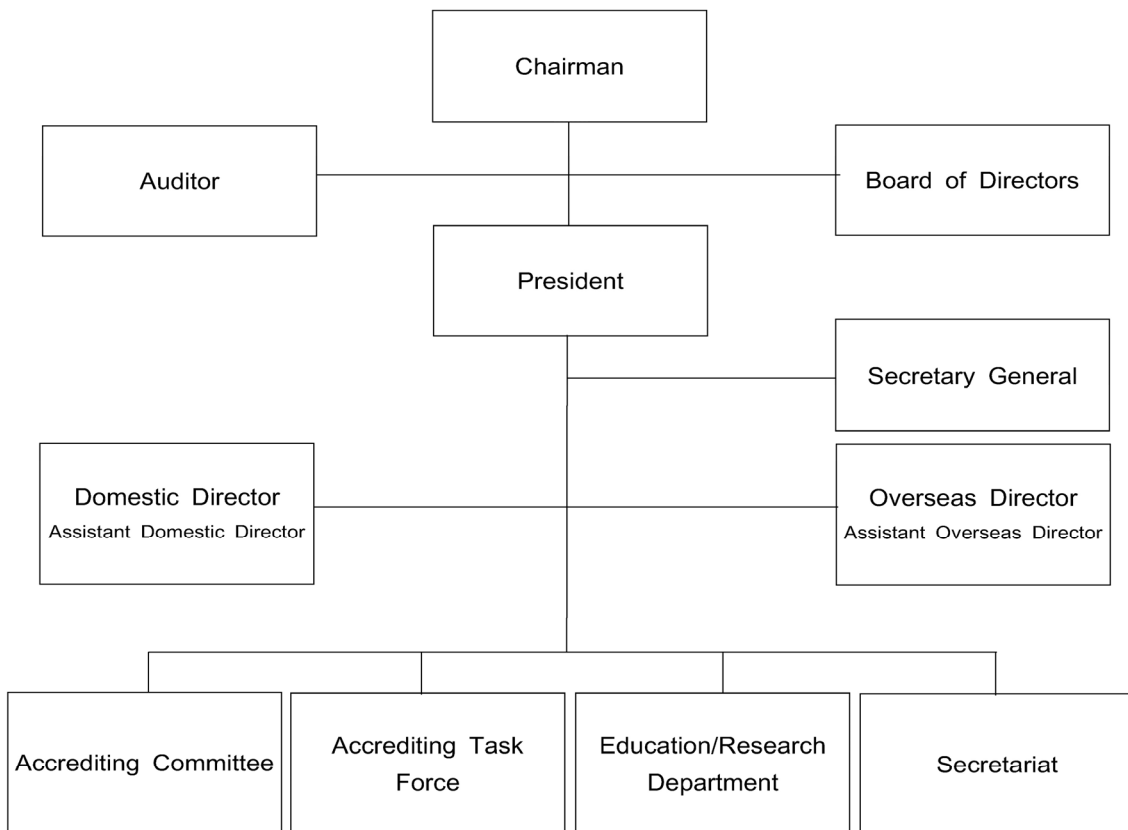 Chairman
Auditor
Board of Directors
President
Secretary General
Domestic Director
Assistant Domestic Director
Overseas Director
Assistant Overseas Director
Accrediting Committee
Accrediting Task
Force
Education/Research
Department
Secretariat